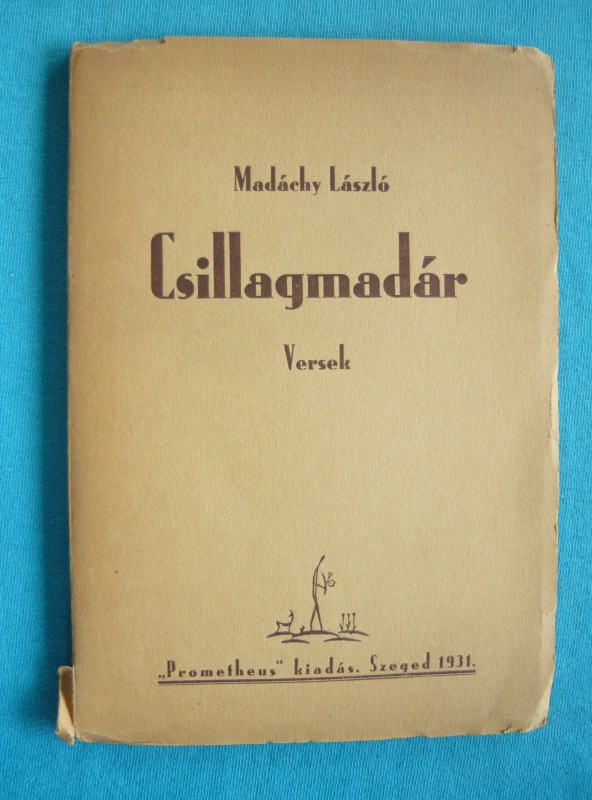 Madáchy László
Csillagmadár
Versek
„Prometheus" kiadás. Szeged 1931.